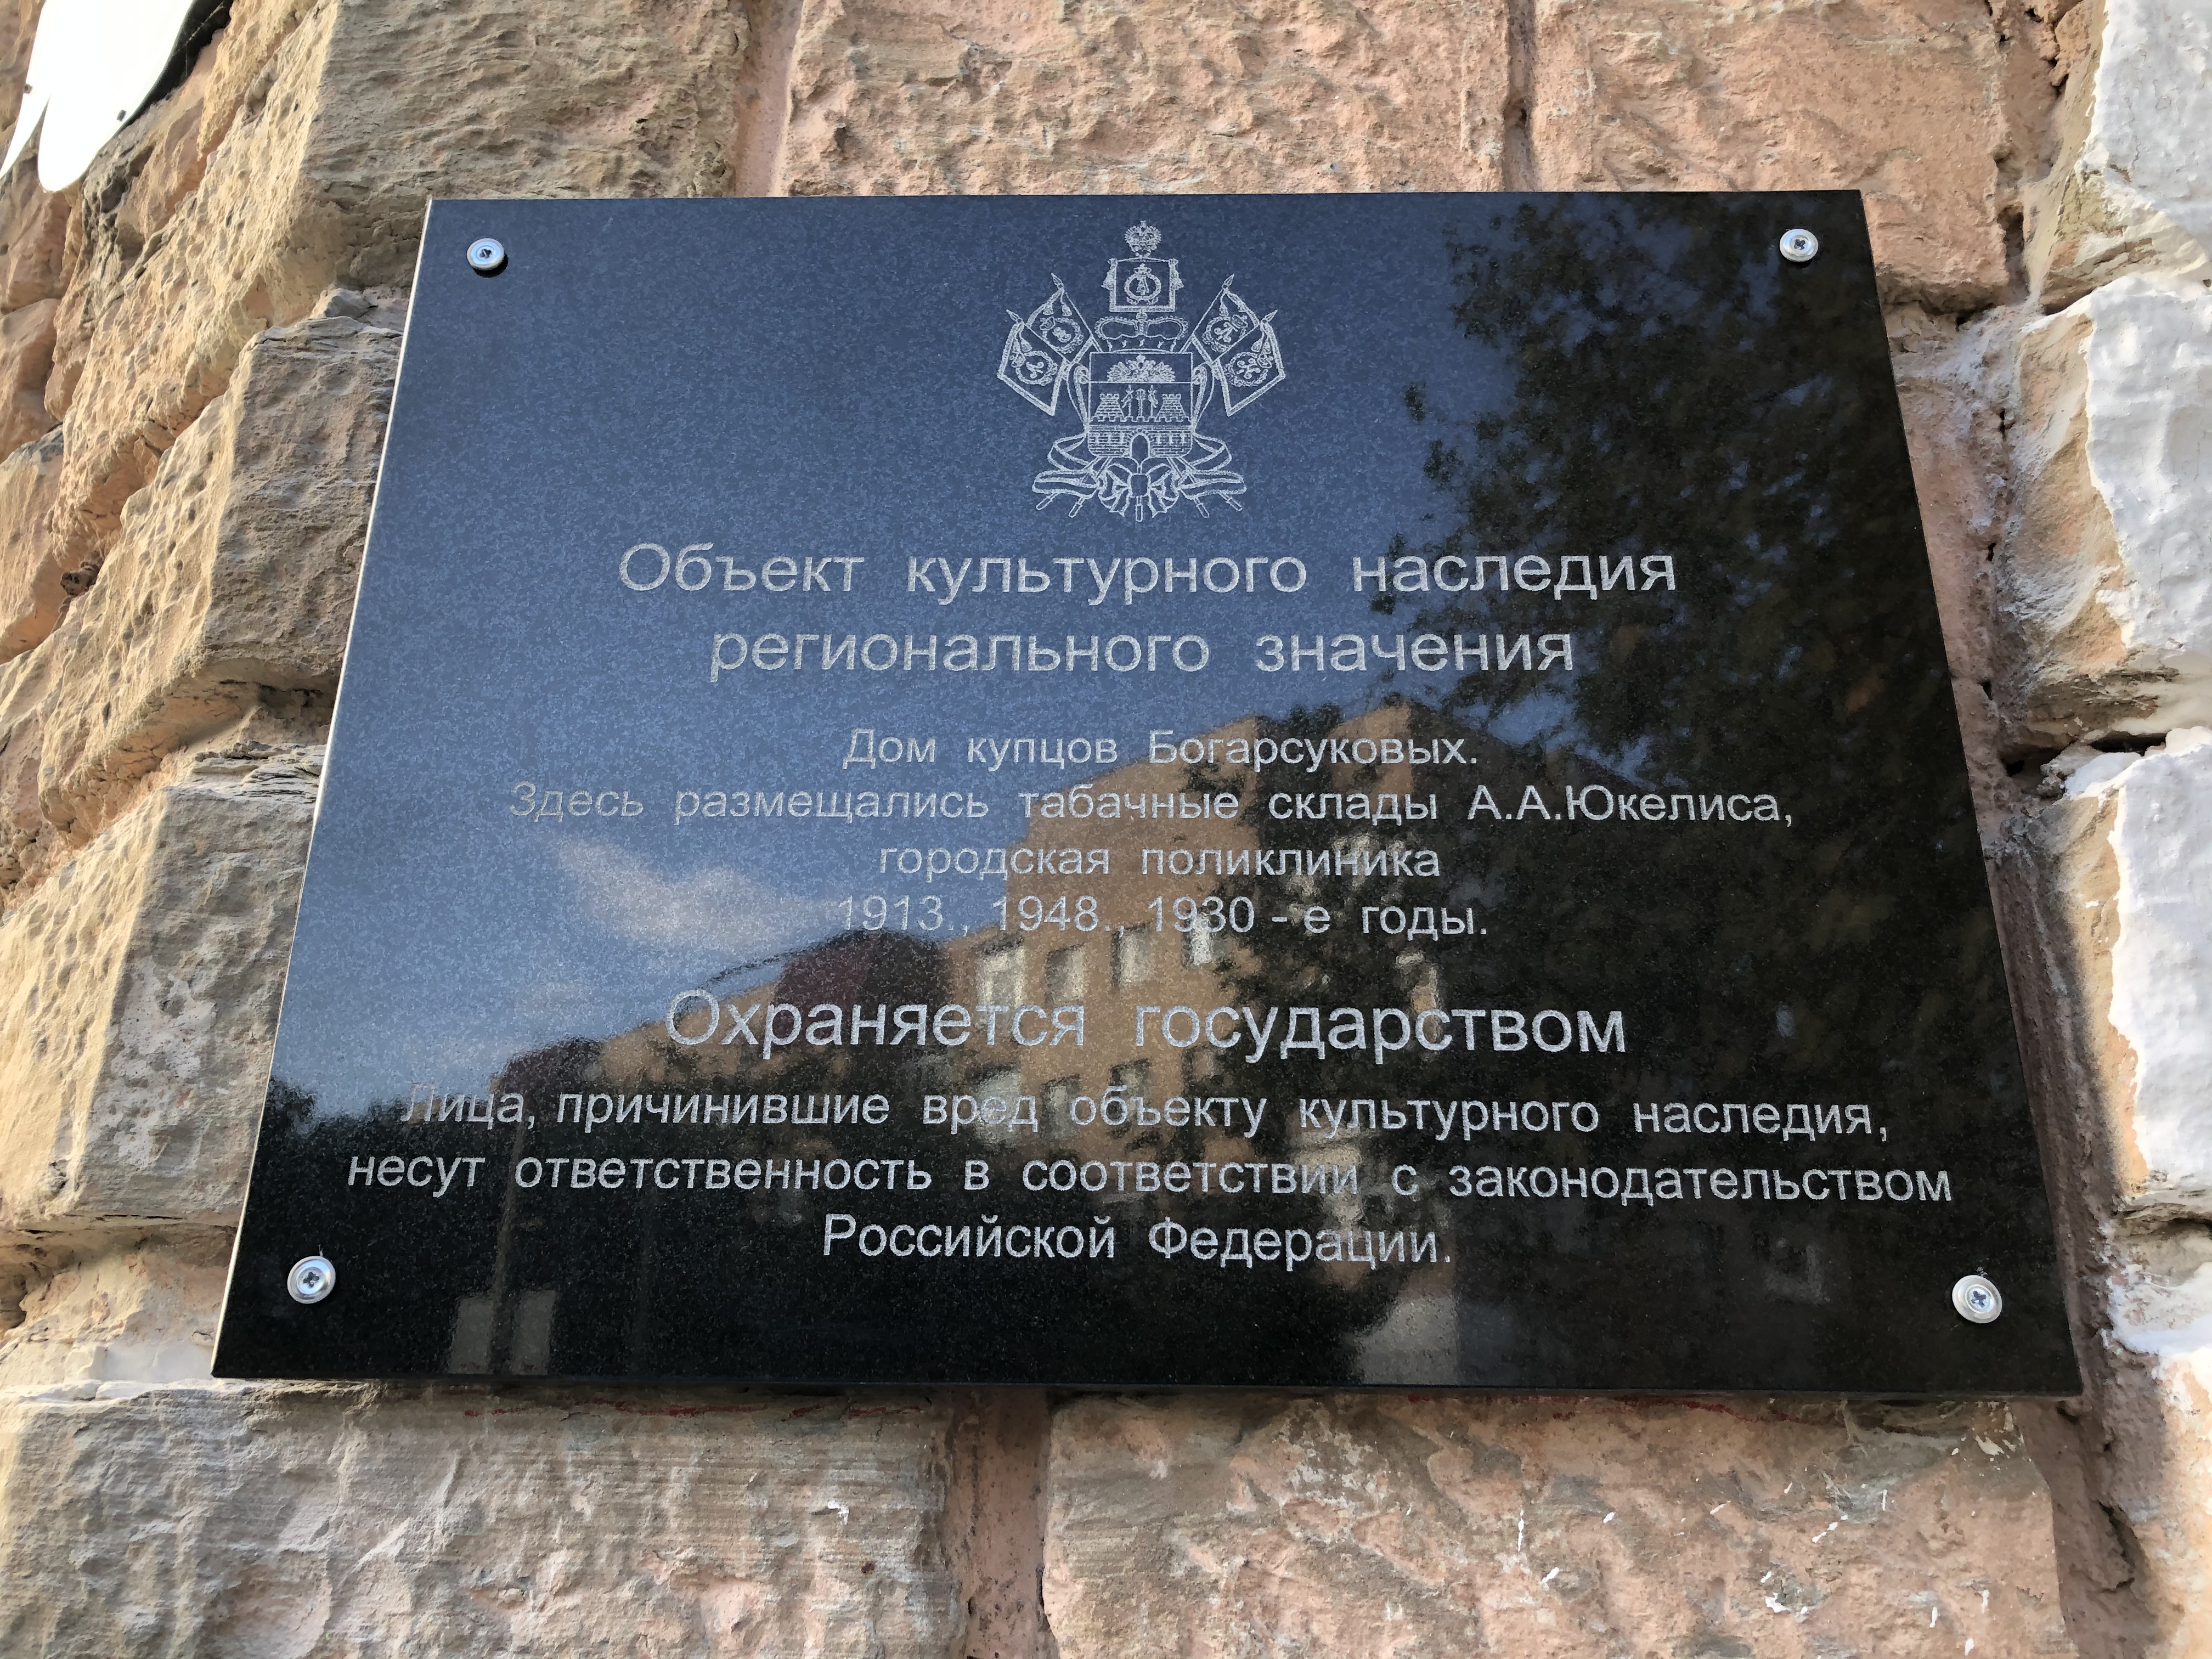 Объект культурного наследия
регионального значения
Дом купцов Богарсуковых.
Здесь размещались табачные склады А.А.Юкелиса,
городская поликлиника
1913., 1948., 1930 - е годы.
Охраняется государством
Лица, причинившие вред объекту культурного наследия,
несут ответственность в соответствии с законодательством
Российской Федерации.